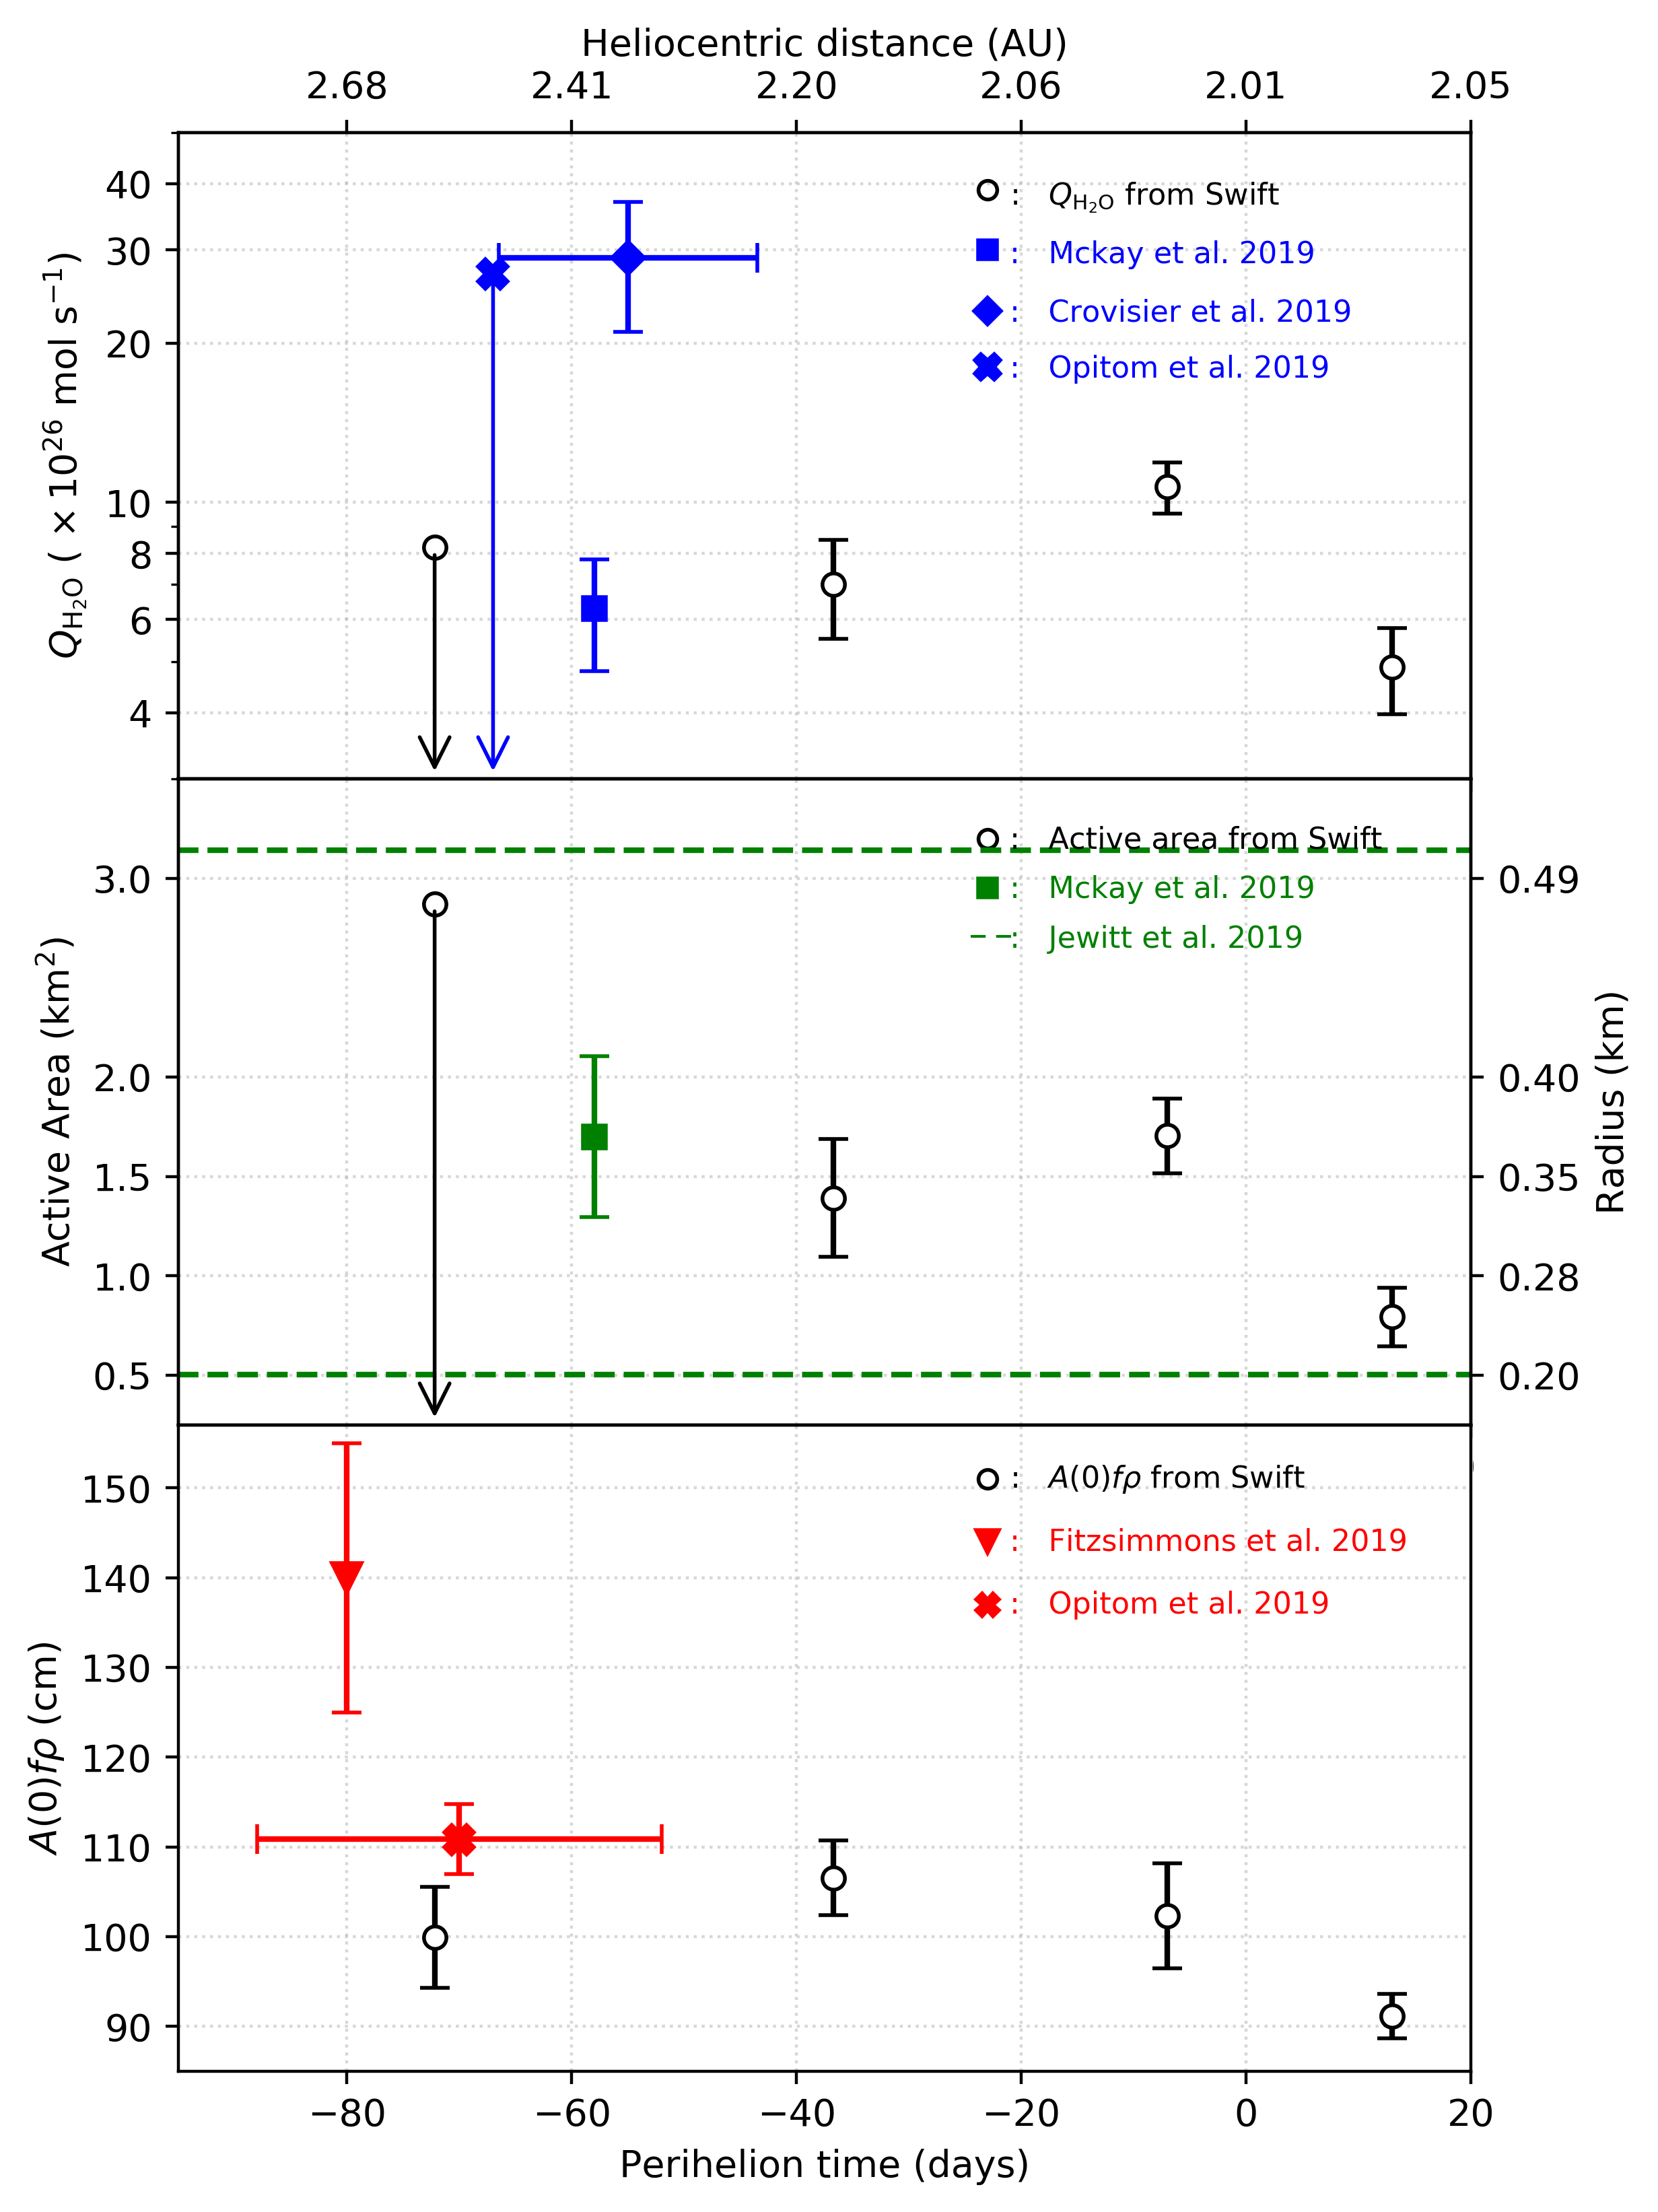 Heliocentric distance (AU)
2.68 2.41 2.20 2.06 2.01 2.05
40
30
20
10
8
6
4
Q_{H_2O} ( × 10^{26} mol s^{−1})
: Q_{H_2O} from Swift
: Mckay et al. 2019
: Crovisier et al. 2019
: Opitom et al. 2019
3.0
2.0
1.5
1.0
0.5
Active Area (km^2)
: Active area from Swift
: Mckay et al. 2019
: Jewitt et al. 2019
0.49
0.40
0.35
0.28
0.20
Radius (km)
150
140
130
120
110
100
90
A(0)fρ (cm)
: A(0)fρ from Swift
: Fitzsimmons et al. 2019
: Opitom et al. 2019
−80 −60 −40 −20 0 20
Perihelion time (days)